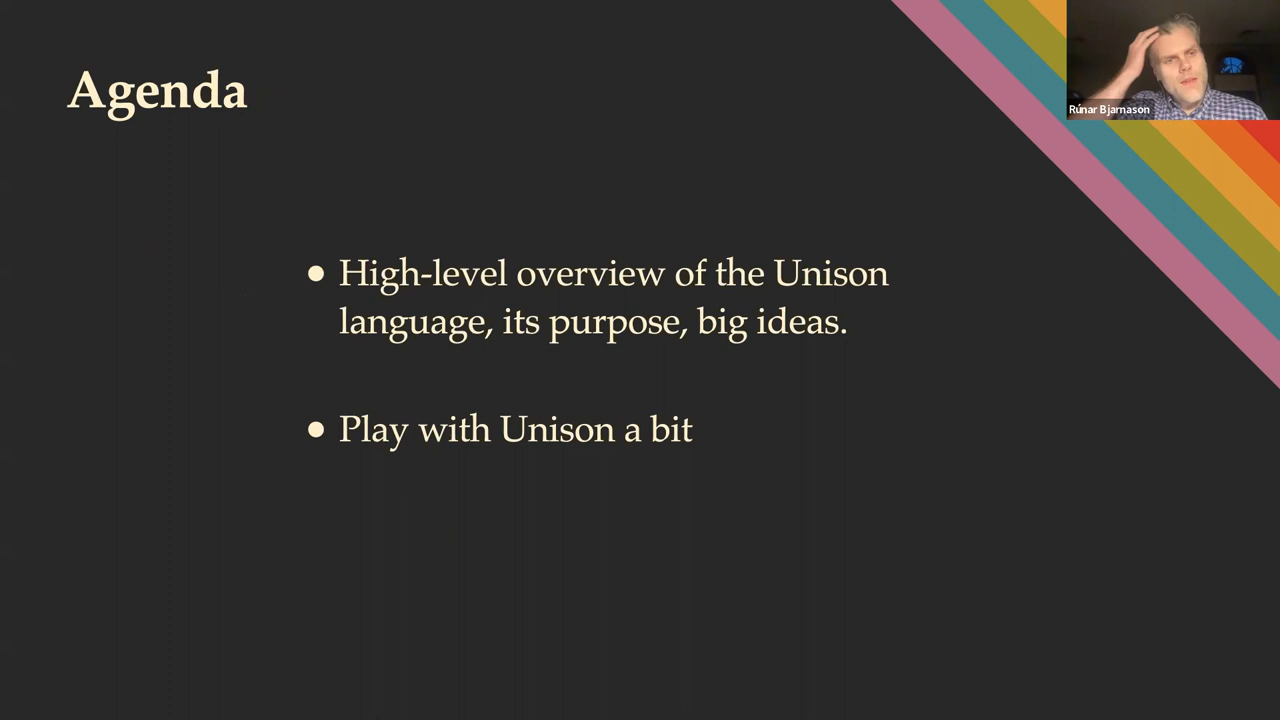 Agenda
Rúnar Bjarnason
● High-level overview of the Unison
language, its purpose, big ideas.
● Play with Unison a bit